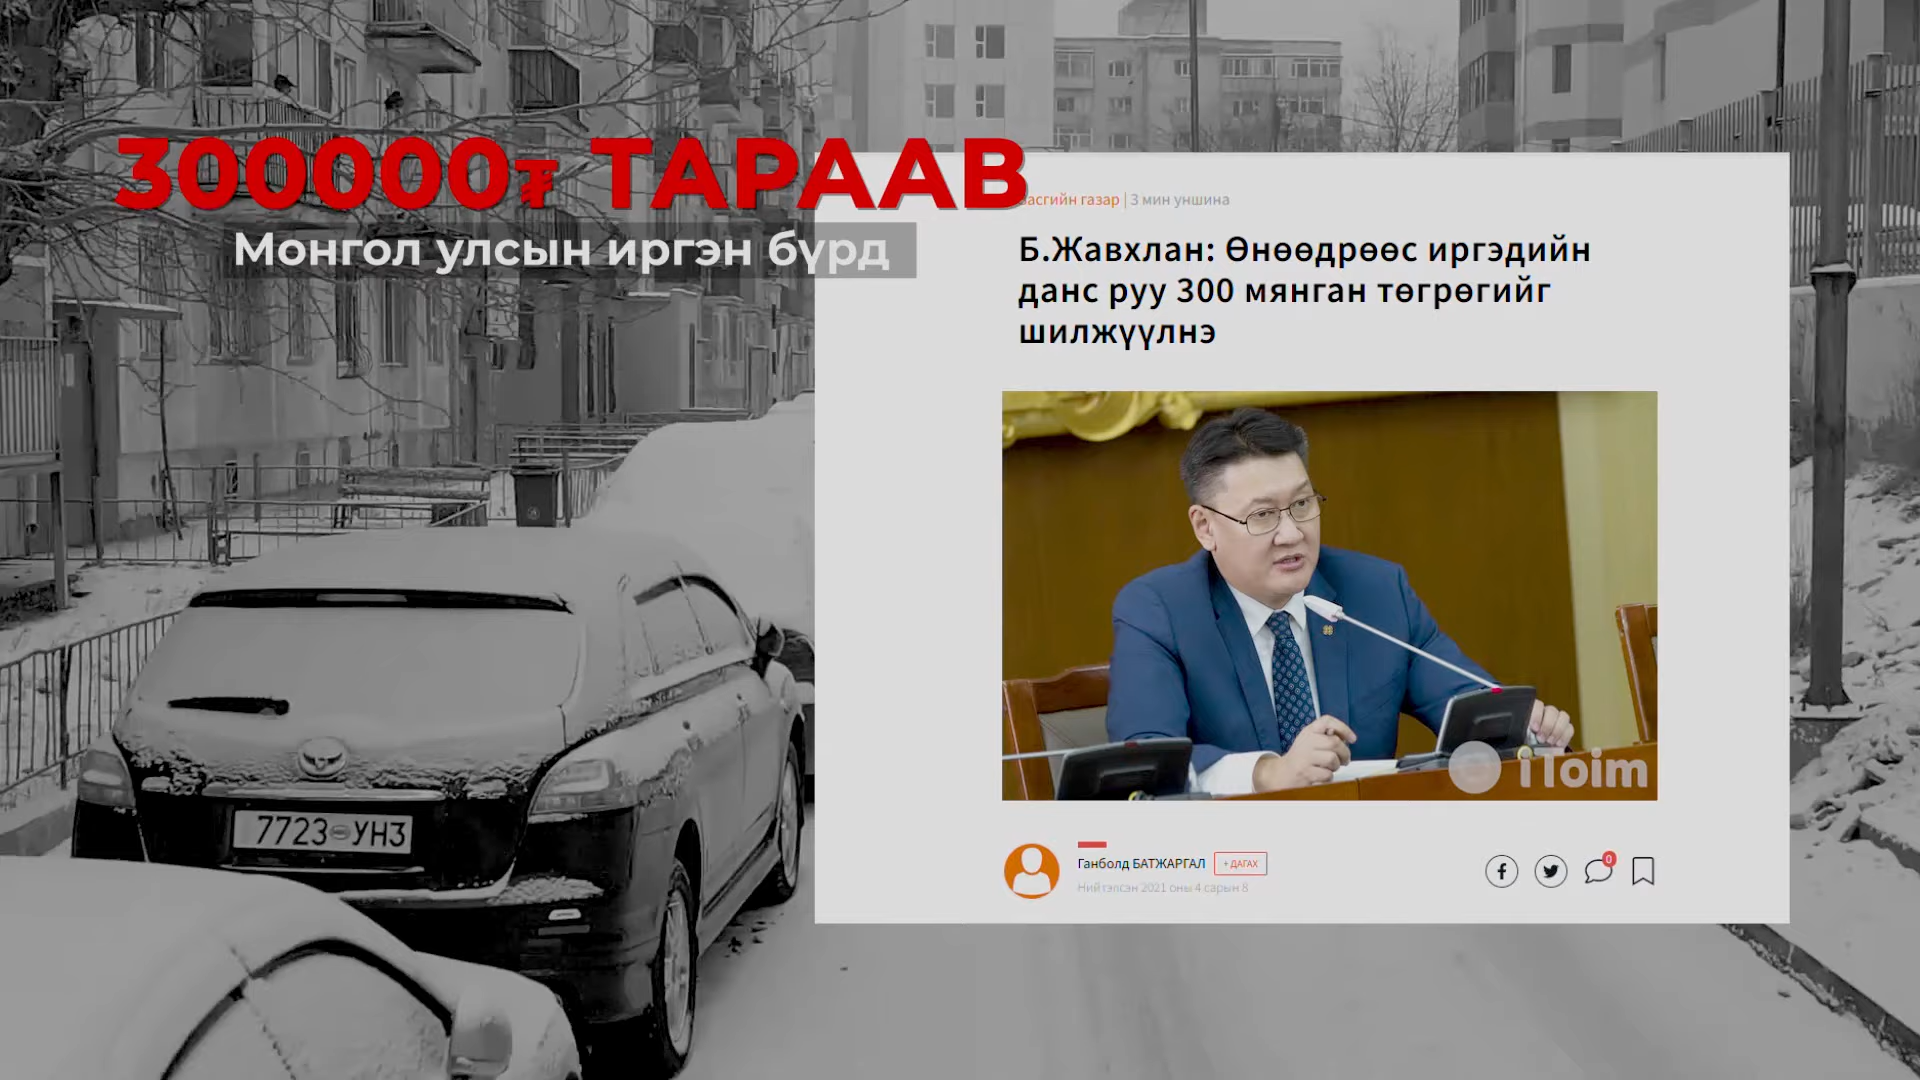 300000₮ ТАРААВ
Монгол улсын иргэн бүрд
Засгийн газар | 3 мин уншина
Б.Жавхлан: Өнөөдрөөс иргэдийн
данс руу 300 мянган төгрөгийг
шилжүүлнэ
iToim
7723 УНЗ
Ганболд БАТЖАРГАЛ
+ ДАГАХ
0
Нийтэлсэн 2021 оны 4 сарын 8